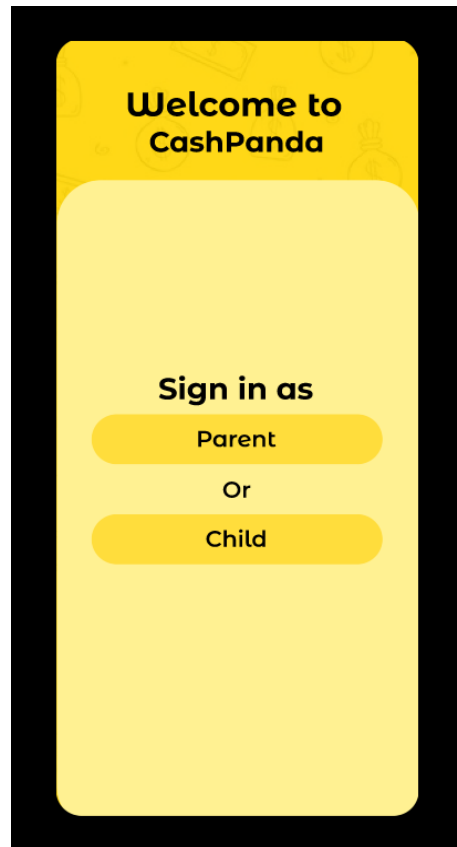 Welcome to
CashPanda
Sign in as
Parent
Or
Child